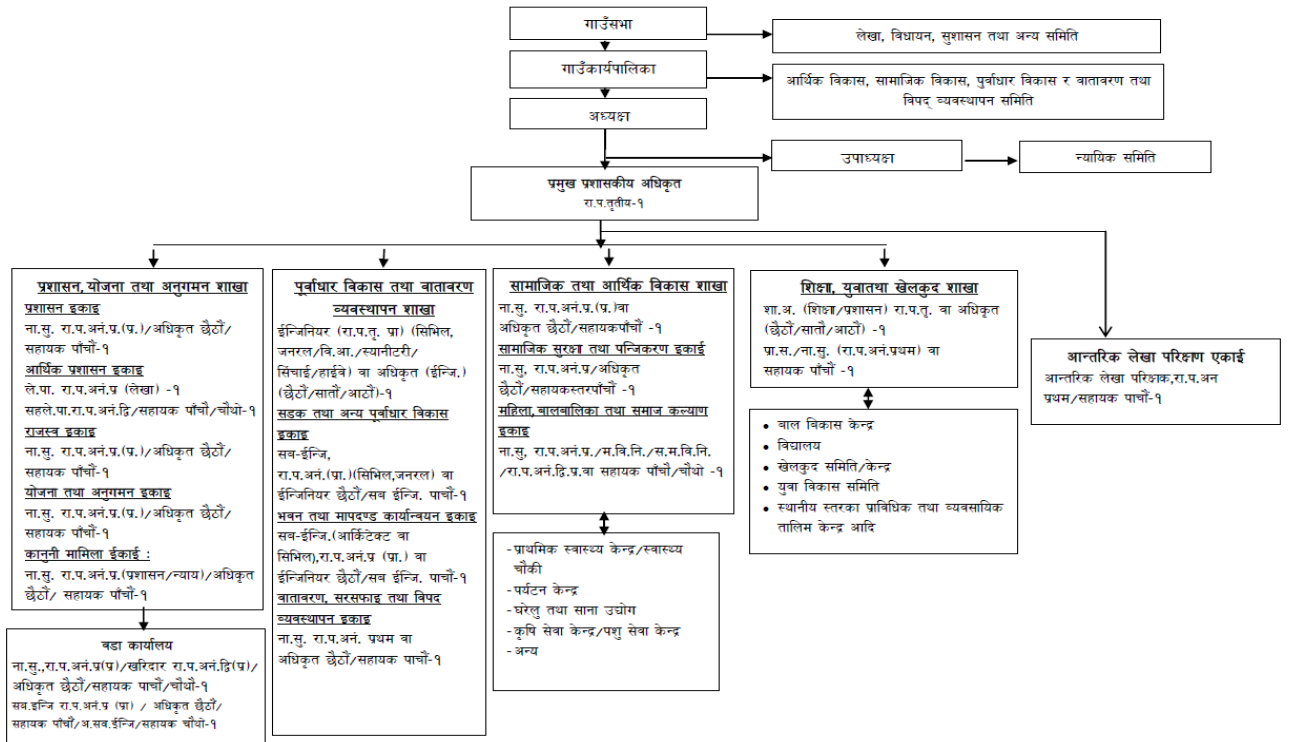 गाउँसभा
लेखा, विधायन, सुशासन तथा अन्य समिति
गाउँकार्यपालिका
आर्थिक विकास, सामाजिक विकास, पुर्वाधार विकास र वातावरण तथा
विपद् व्यवस्थापन समिति
अध्यक्षा
उपाध्यक्षा
न्यायिक समिति
प्रमुख प्रशासकीय अधिकृत
रा.प.तृतीय-१
प्रशासन, योजना तथा अनुगमन शाखा
प्रशासन इकाइ
ना.सु. रा.प.अनं.प्र.(प्र.)/अधिकृत छैठौं/
सहायक पाँचौं-१
आर्थिक प्रशासन इकाइ
ले.पा. रा.प.अनं.प्र (लेखा) -१
सहले.पा.रा.प.अनं.द्वि/सहायक पाँचौ/चौथो-१
राजस्ब इकाइ
ना.सु. रा.प.अनं.प्र.(प्र.)/अधिकृत छैठौं/
सहायक पाँचौं-१
योजना तथा अनुगमन इकाइ
ना.सु. रा.प.अनं.प्र.(प्र.)/अधिकृत छैठौं/
सहायक पाँचौं-१
कानुनी मामिला ईकाई :
ना.सु. रा.प.अनं.प्र.(प्रशासन/न्याय)/अधिकृत
छैठौं/ सहायक पाँचौं-१
वडा कार्यालय
ना.सु.,रा.प.अनं.प्र(प्र)/खरिदार रा.प.अनं.द्वि(प्र)/
अधिकृत छैठौं/सहायक पाचौं/चौथौ-१
सब.इन्जि रा.प.अनं.प्र (प्रा) / अधिकृत छैठौं/
सहायक पाँचौं/अ.सव.ईन्जि/सहायक चौयो-१
पूर्वाधार विकास तथा बातावरण
व्यवस्थापन शाखा
ईन्जिनियर (रा.प.तृ. प्रा) (सिभिल,
जनरल/वि.आ./स्यानीटरी/
सिंचाई/हाईवे) वा अधिकृत (ईन्जि.)
(छैठौं/सातौं/आठौं)-१
सडक तथा अन्य पूर्वाधार विकास
इकाइ
सब-ईन्जि,
रा.प.अनं.(प्रा.)(सिभिल,जनरल) वा
ईन्जिनियर छैठौं/सब ईन्जि. पाचौं-१
भवन तथा मापदण्ड कार्यान्वयन इकाइ
सब-ईन्जि.(आर्किटेक्ट वा
सिभिल),रा.प.अनं.प्र (प्रा.) वा
ईन्जिनियर छैठौं/सब ईन्जि. पाचौं-१
वातावरण, सरसफाइ तथा विपद
व्यवस्थापन इकाइ
ना.सु. रा.प.अनं. प्रथम वा
अधिकृत छैठौं/सहायक पाचौं-१
सामाजिक तथा आर्थिक विकास शाखा
ना.सु. रा.प.अनं.प्र.(प्र.)वा
अधिकृत छैठौं/सहायकपाँचौं -१
सामाजिक सुरक्षा तथा पन्जिकरण इकाई
ना.सु. रा.प.अनं.प्र/अधिकृत
छैठौं/सहायकस्तरपाँचौं -१
महिला, बालबालिका तथा समाज कल्याण
इकाइ
ना.सु. रा.प.अनं.प्र./म.वि.नि./स.म.वि.नि.
/रा.प.अनं.द्वि.प्र.वा सहायक पाँचौ/चौथो -१
-प्राथमिक स्वास्थ्य केन्द्र/स्वास्थ्य
चौकी
-पर्यटन केन्द्र
-घरेलु तथा साना उद्योग
-कृषि सेवा केन्द्र/पशु सेवा केन्द्र
-अन्य
शिक्षा, युवातथा खेलकुद शाखा
शा.अ. (शिक्षा/प्रशासन) रा.प.तृ. वा अधिकृत
(छैठौं/सातौ/आठौं) -१
प्रा.स./ना.सु. (रा.प.अनं.प्रथम) वा
सहायक पाँचौं -१
• बाल विकास केन्द्र
• विद्यालय
• खेलकुद समिति/केन्द्र
• युवा विकास समिति
• स्थानीय स्तरका प्राविधिक तथा व्यवसायिक
तालिम केन्द्र आदि
आन्तरिक लेखा परिक्षण एकाई
आन्तरिक लेखा परिक्षक,रा.प.अन
प्रथम/सहायक पाचौं-१